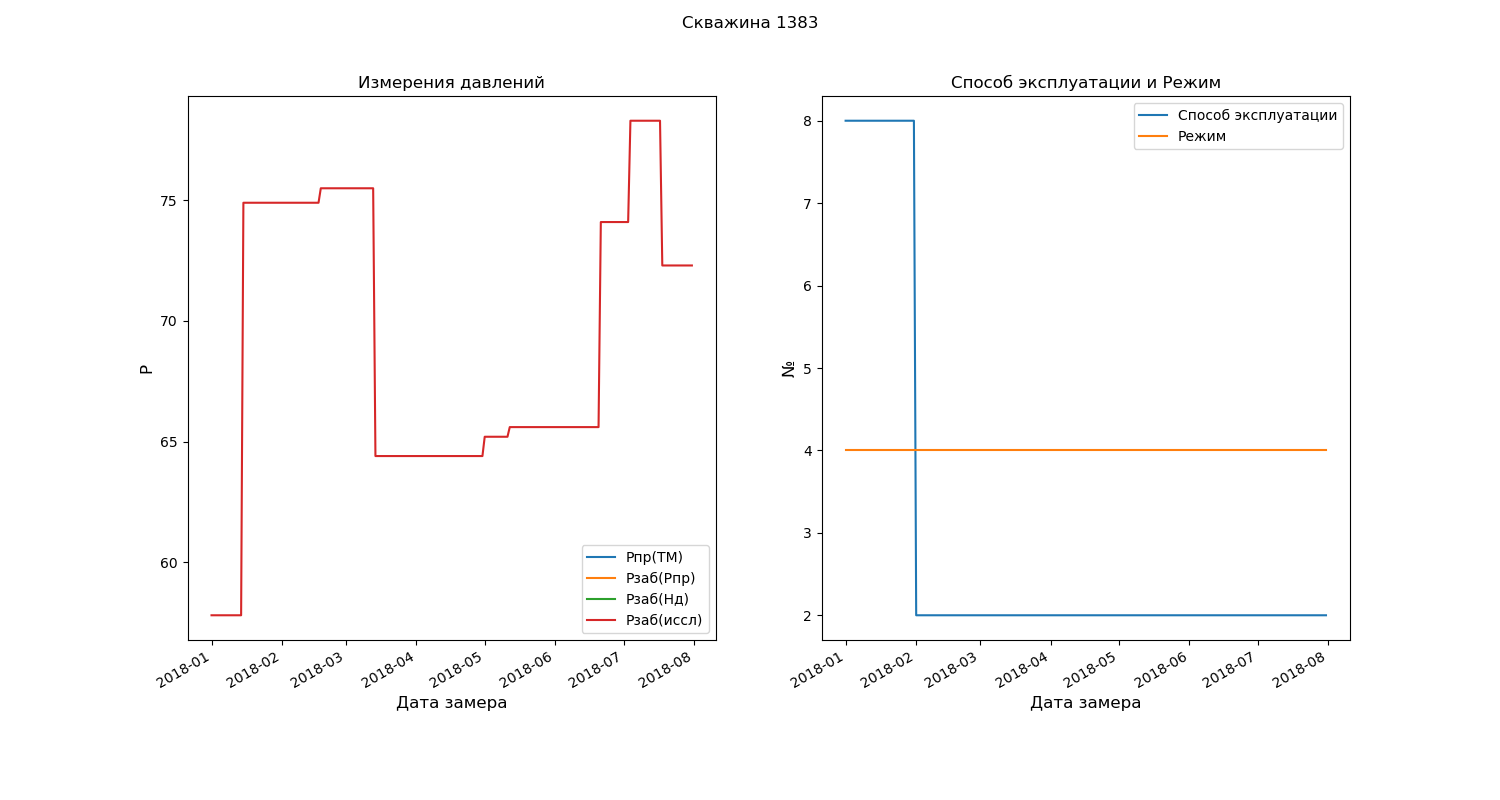 Скважина 1383
Измерения давлений
P
75
70
65
60
2018-01
2018-02
2018-03
2018-04
2018-05
2018-06
2018-07
2018-08
Дата замера
Рпр(ТМ)
Рзаб(Рпр)
Рзаб(Нд)
Рзаб(иссл)
Способ эксплуатации и Режим
№
8
7
6
5
4
3
2
2018-01
2018-02
2018-03
2018-04
2018-05
2018-06
2018-07
2018-08
Дата замера
Способ эксплуатации
Режим